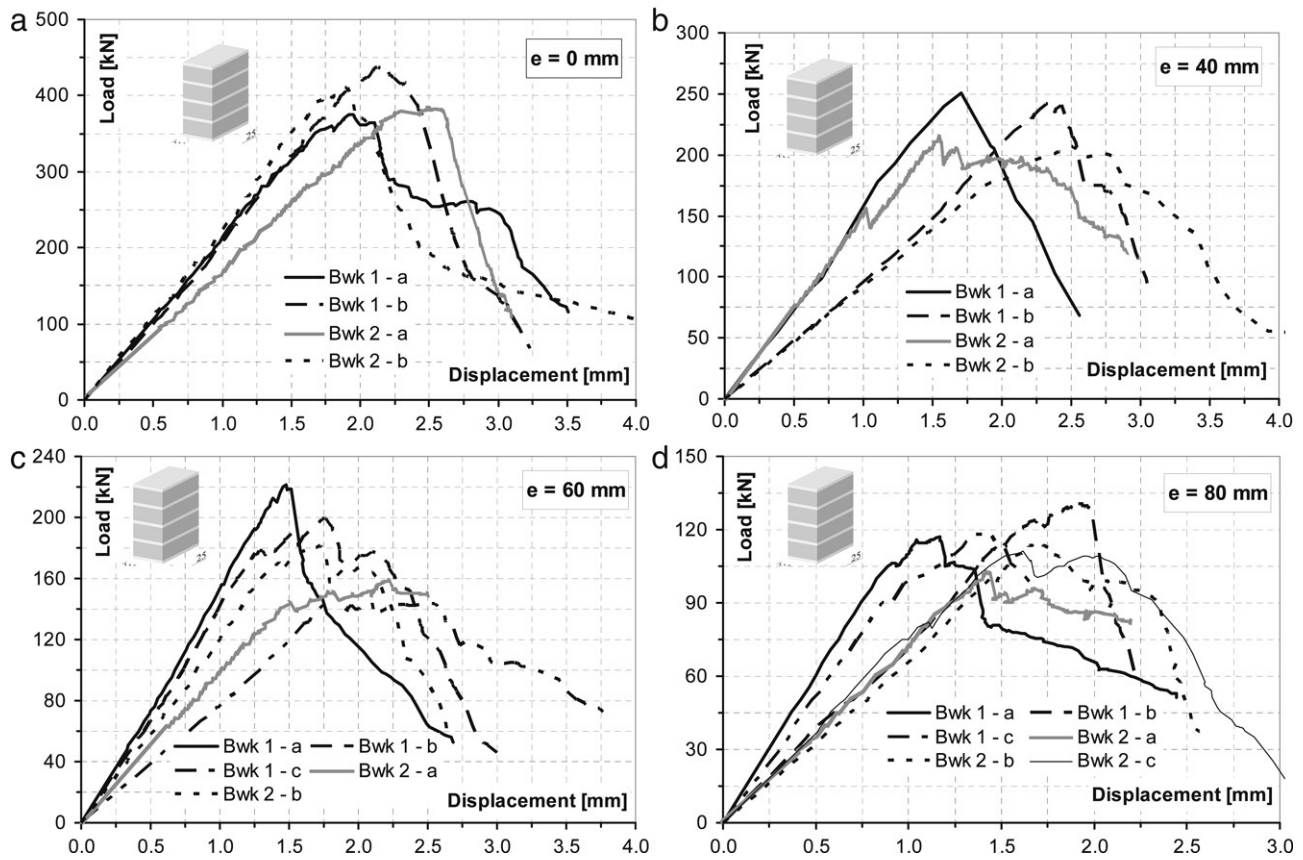 a
500
400
300
200
100
0
Load [kN]
e = 0 mm
25
Bwk 1 - a
Bwk 1 - b
Bwk 2 - a
Bwk 2 - b
Displacement [mm]
0.0 0.5 1.0 1.5 2.0 2.5 3.0 3.5 4.0
b
300
250
200
150
100
50
0
Load [kN]
e = 40 mm
25
Bwk 1 - a
Bwk 1 - b
Bwk 2 - a
Bwk 2 - b
Displacement [mm]
0.0 0.5 1.0 1.5 2.0 2.5 3.0 3.5 4.0
c
240
200
160
120
80
40
0
Load [kN]
e = 60 mm
25
Bwk 1 - a Bwk 1 - b
Bwk 1 - c Bwk 2 - a
Bwk 2 - b
Displacement [mm]
0.0 0.5 1.0 1.5 2.0 2.5 3.0 3.5 4.0
d
150
120
90
60
30
0
Load [kN]
e = 80 mm
25
Bwk 1 - a Bwk 1 - b
Bwk 1 - c Bwk 2 - a
Bwk 2 - b Bwk 2 - c
Displacement [mm]
0.0 0.5 1.0 1.5 2.0 2.5 3.0